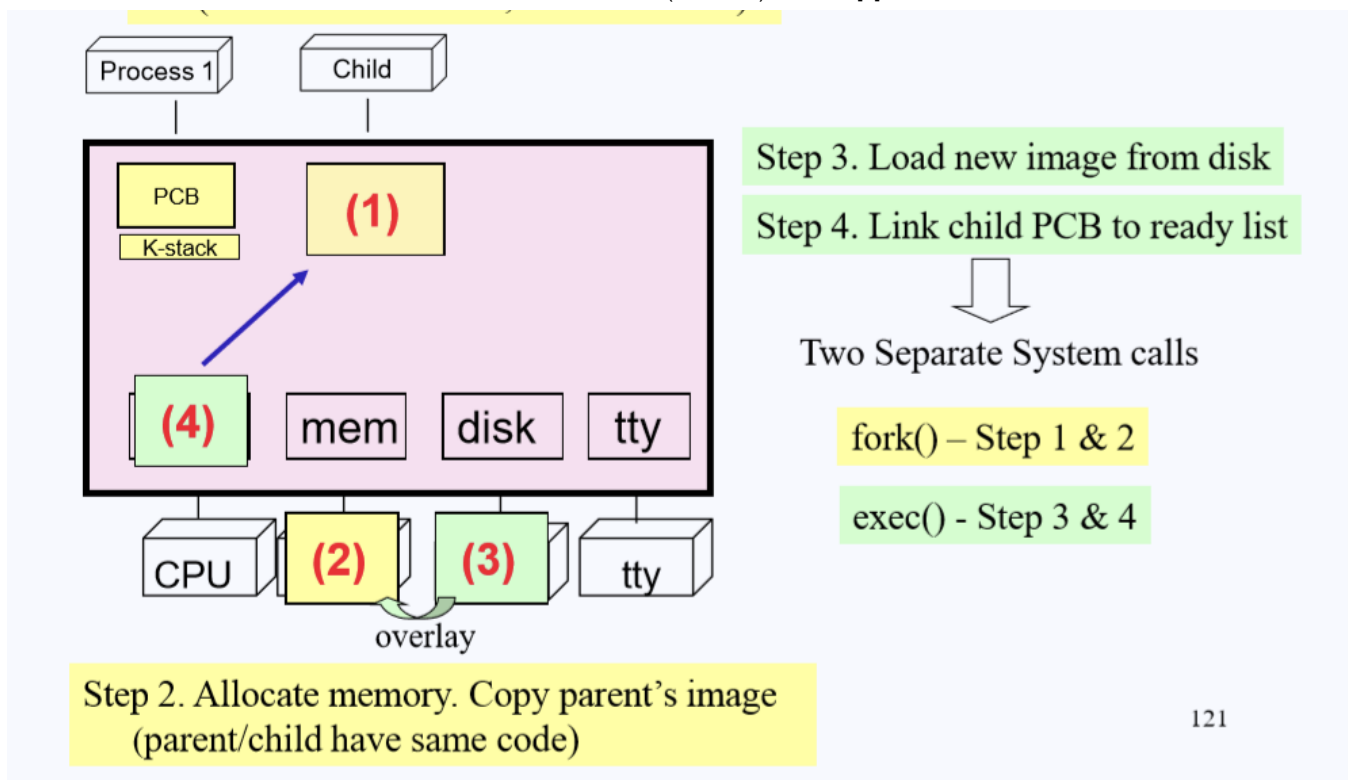 Process 1
Child
PCB
(1)
K-stack
(4)
mem
disk
tty
CPU
(2)
(3)
tty
overlay
Step 3. Load new image from disk
Step 4. Link child PCB to ready list
Two Separate System calls
fork() – Step 1 & 2
exec() - Step 3 & 4
Step 2. Allocate memory. Copy parent’s image
(parent/child have same code)
121